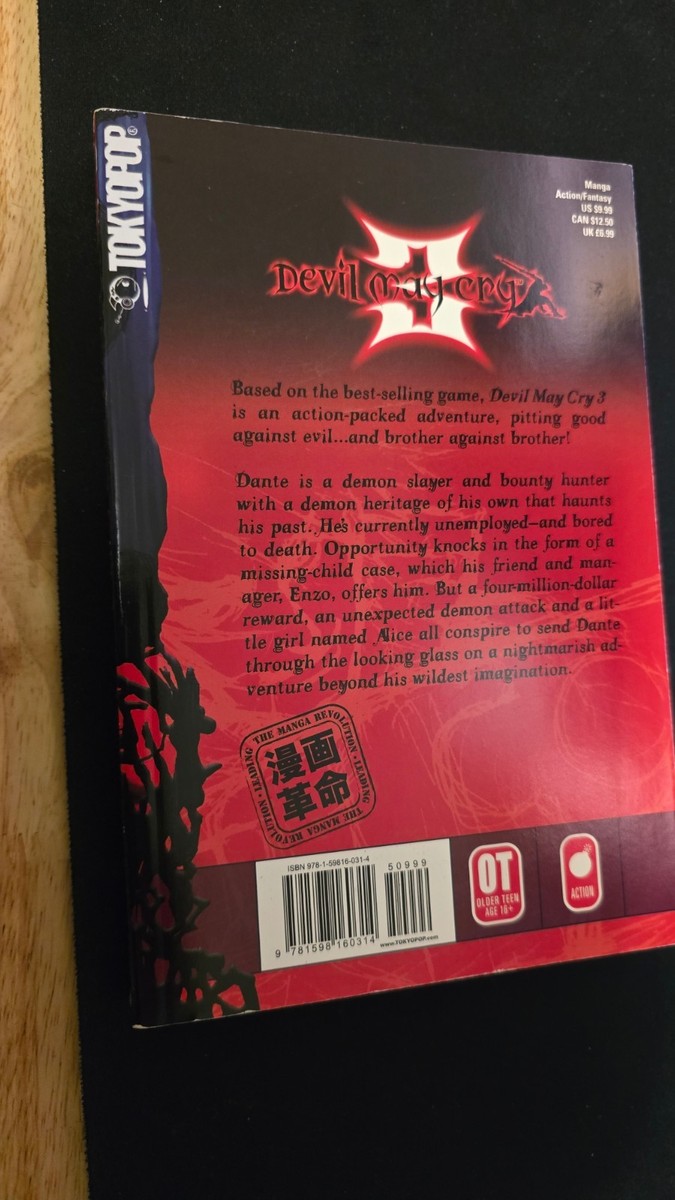 TOKYOPOP
Manga
Action/Fantasy
US $9.99
CAN $12.50
UK £6.99
3
Devil may cry
Based on the best-selling game, Devil May Cry 3
is an action-packed adventure, pitting good
against evil...and brother against brother!
Dante is a demon slayer and bounty hunter
with a demon heritage of his own that haunts
his past. He's currently unemployed—and bored
to death. Opportunity knocks in the form of a
missing-child case, which his friend and man-
ager, Enzo, offers him. But a four-million-dollar
reward, an unexpected demon attack and a lit-
tle girl named Alice all conspire to send Dante
through the looking glass on a nightmarish ad-
venture beyond his wildest imagination.
THE MANGA REVOLUTION · LEADING
THE MANGA REVOLUTION · LEADING
漫画
革命
ISBN 978-1-59816-031-4
50999
9 781598 160314
www.TOKYOPOP.com
OT
OLDER TEEN
AGE 16+
ACTION